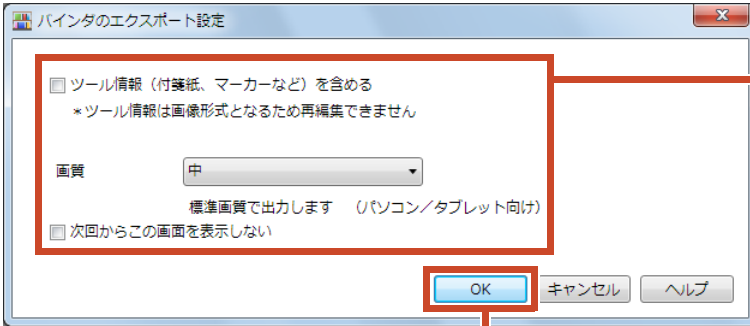 バインダのエクスポート設定
ツール情報（付箋紙、マーカーなど）を含める
＊ツール情報は画像形式となるため再編集できません
画質 中
標準画質で出力します （パソコン／タブレット向け）
次回からこの画面を表示しない
OK キャンセル ヘルプ